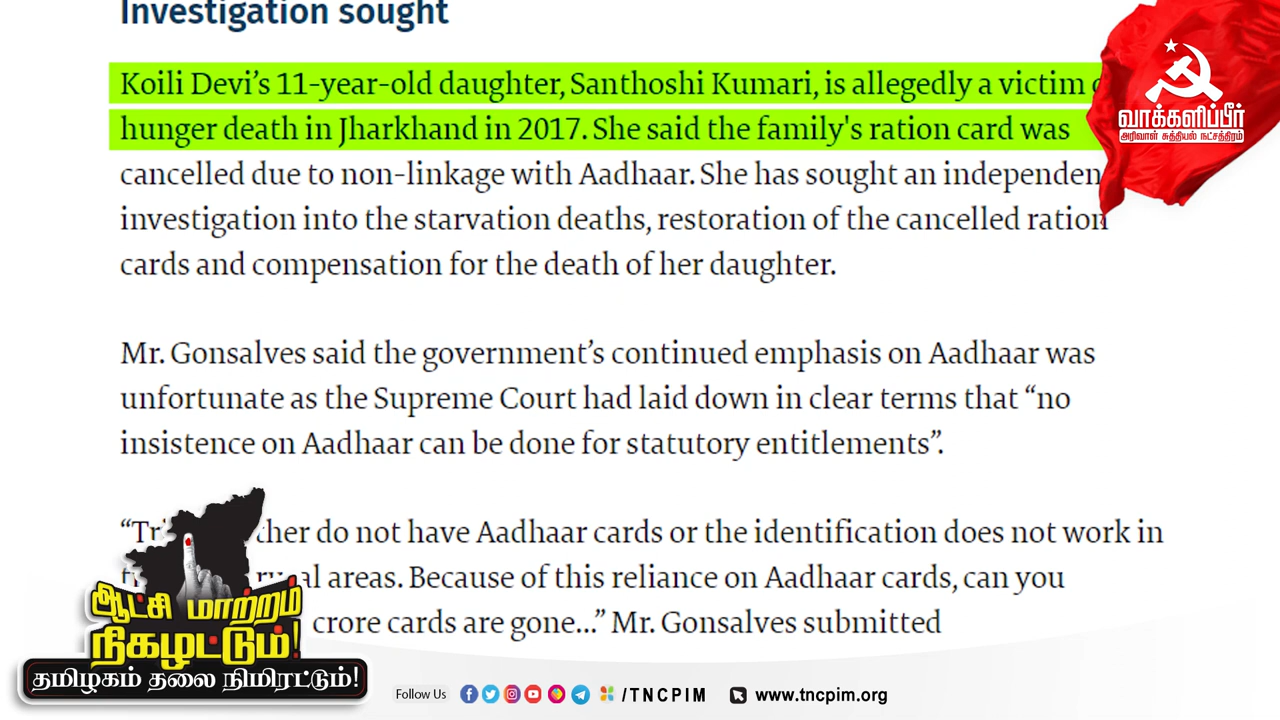 Investigation sought
Koili Devi’s 11-year-old daughter, Santhoshi Kumari, is allegedly a victim
hunger death in Jharkhand in 2017. She said the family's ration card was
cancelled due to non-linkage with Aadhaar. She has sought an independen
investigation into the starvation deaths, restoration of the cancelled ration
cards and compensation for the death of her daughter.
Mr. Gonsalves said the government’s continued emphasis on Aadhaar was
unfortunate as the Supreme Court had laid down in clear terms that “no
insistence on Aadhaar can be done for statutory entitlements”.
ther do not have Aadhaar cards or the identification does not work in
al areas. Because of this reliance on Aadhaar cards, can you
crore cards are gone...” Mr. Gonsalves submitted
வாக்களிப்பீர்
அரிவாள் சுத்தியல் நட்சத்திரம்
ஆட்சி மாற்றம்
நிகழட்டும்!
தமிழகம் தலை நிமிரட்டும்!
Follow Us /TNCPIM www.tncpim.org